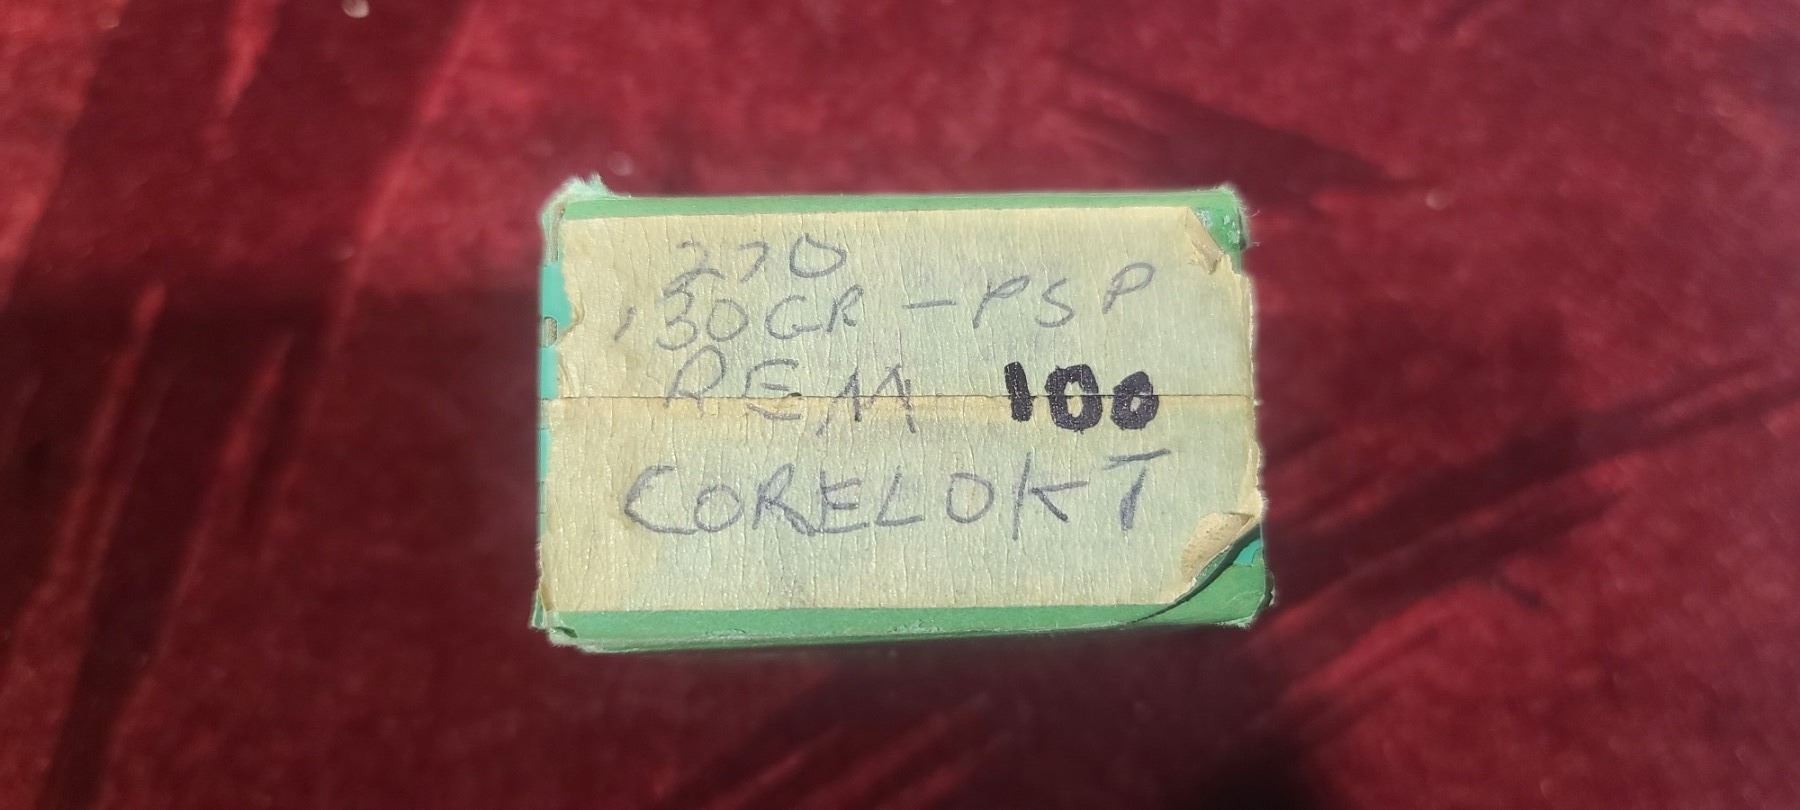 270
130GR - PSP
REM 100
CORELOKT